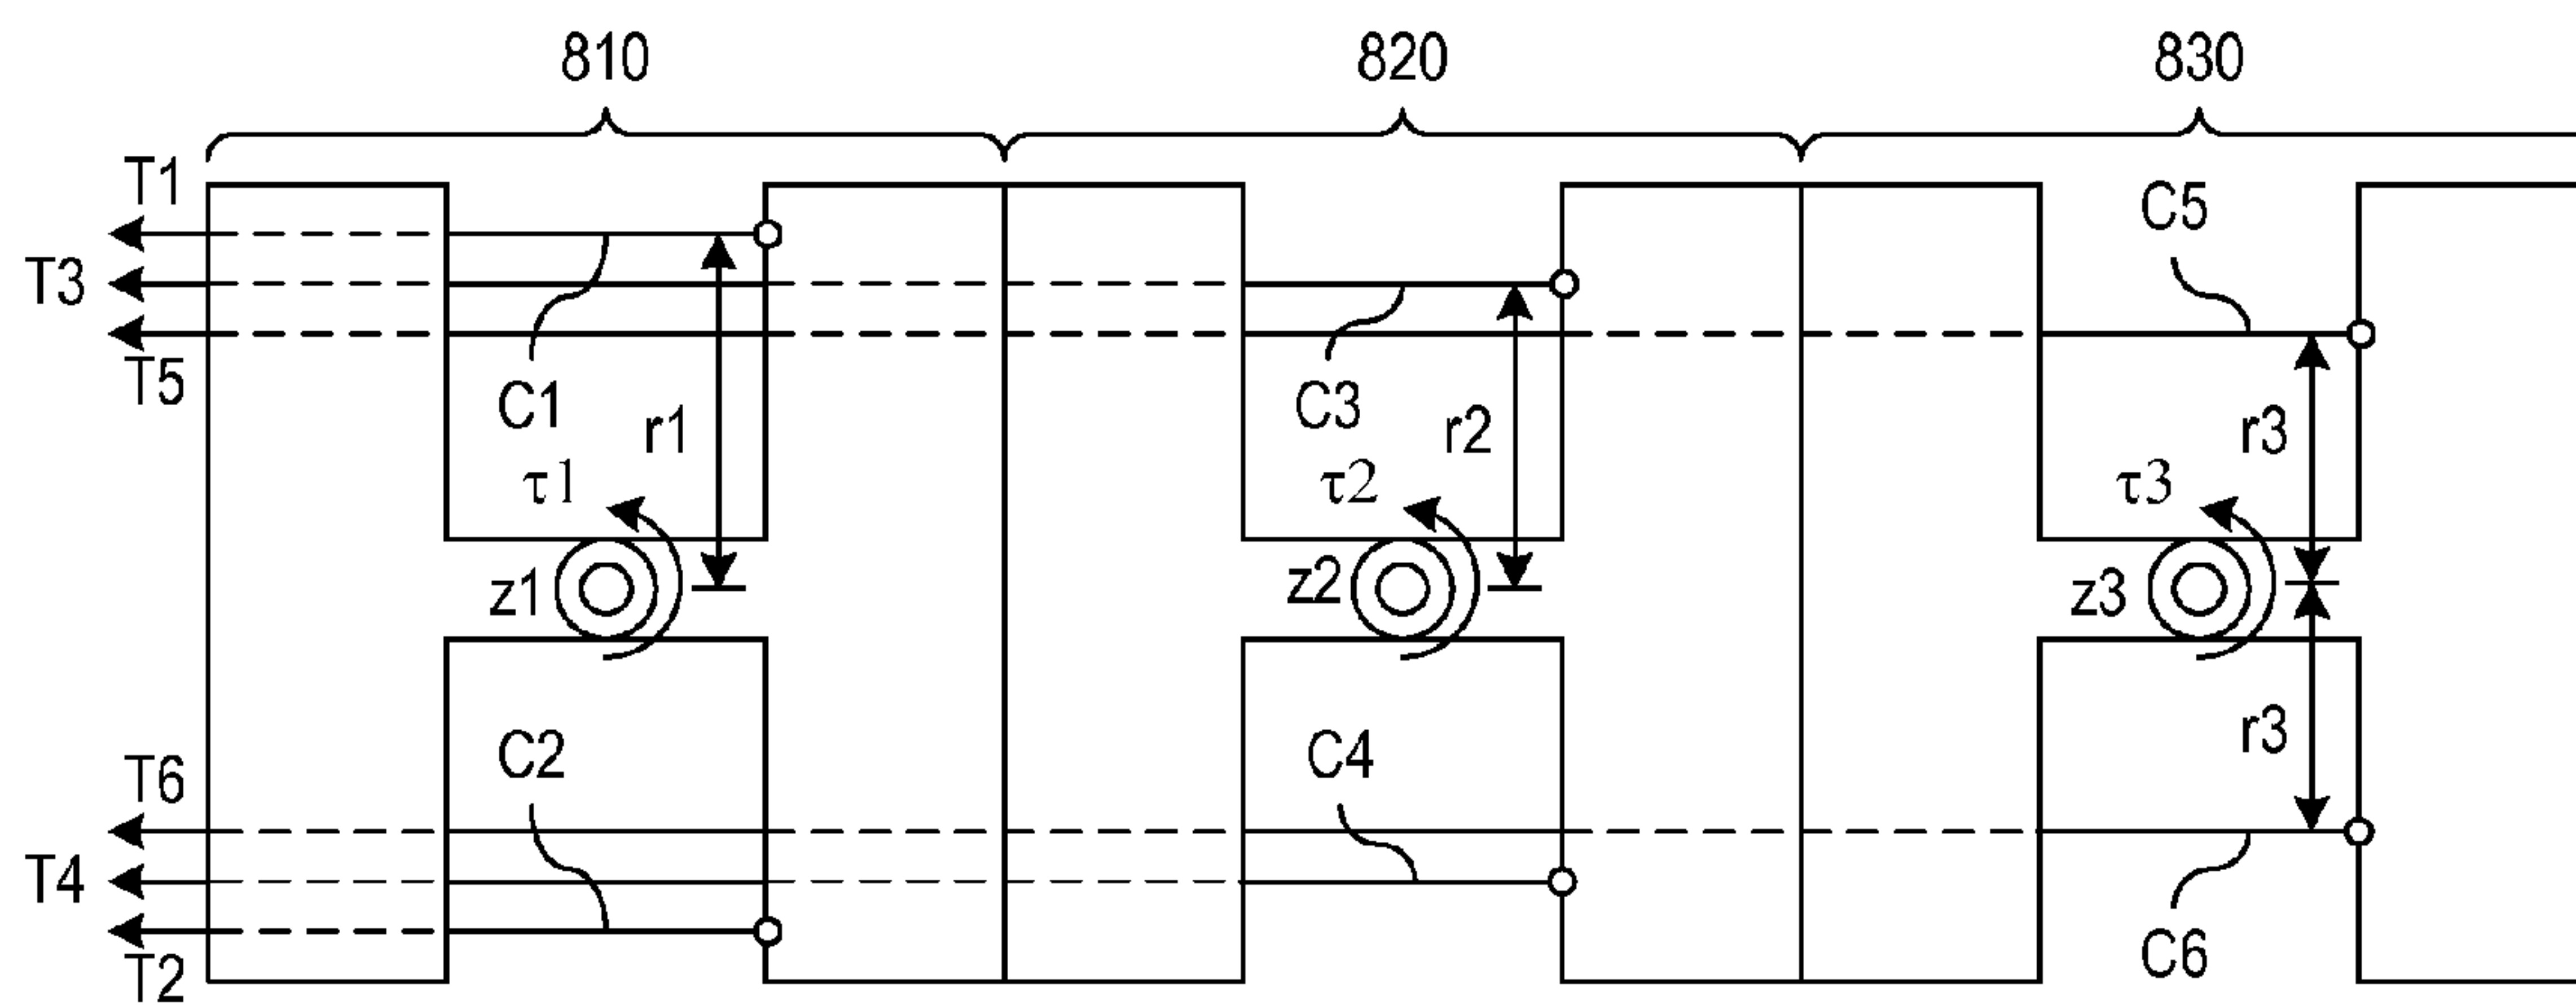 810 820 830
T1
C5
T3
T5
C1 r1 C3 r2 r3
τ1 τ2 τ3
z1 z2 z3
r3
C2 C4
T6
T4
C6
T2